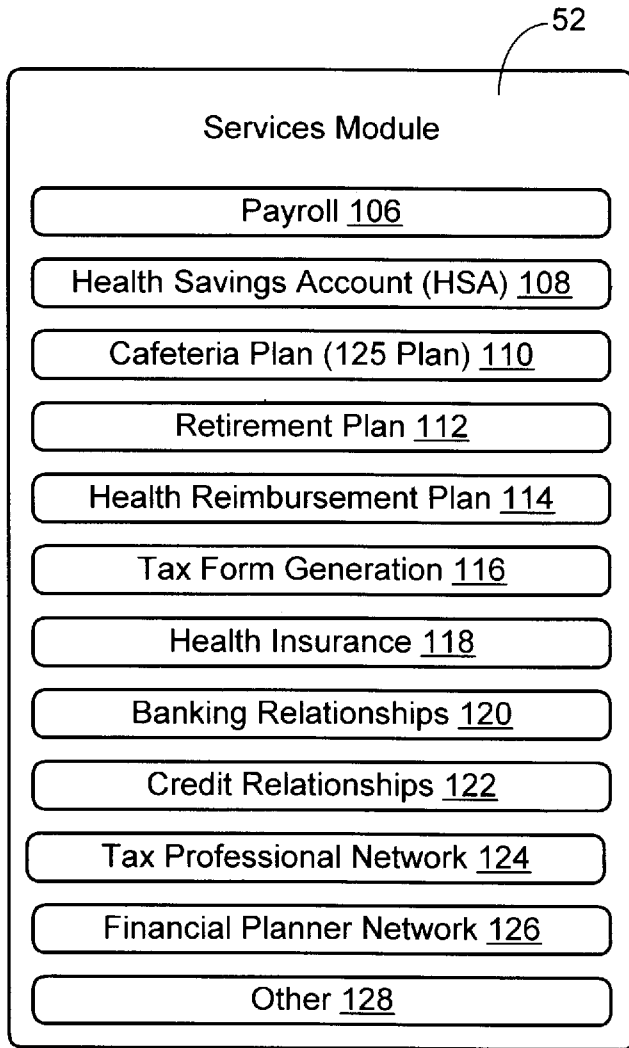 52
Services Module
Payroll 106
Health Savings Account (HSA) 108
Cafeteria Plan (125 Plan) 110
Retirement Plan 112
Health Reimbursement Plan 114
Tax Form Generation 116
Health Insurance 118
Banking Relationships 120
Credit Relationships 122
Tax Professional Network 124
Financial Planner Network 126
Other 128